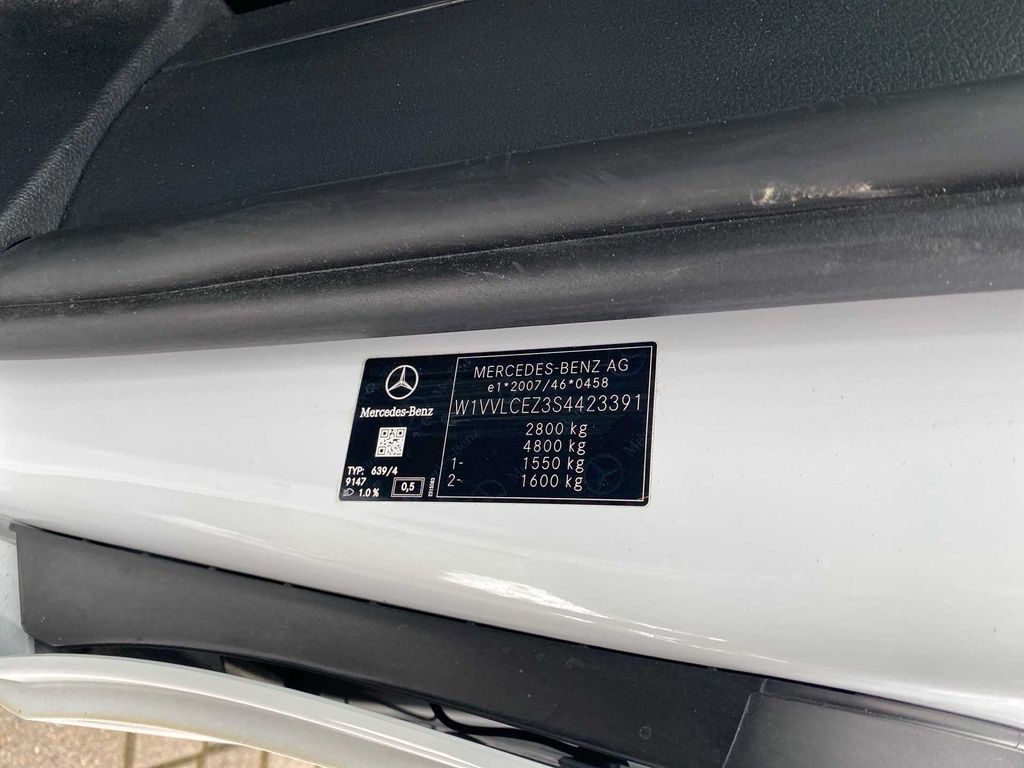 Mercedes-Benz
TYP: 639/4
9147
1.0 %
0,5
2315083
MERCEDES-BENZ AG
e1*2007/46*0458
W1VVLCEZ3S4423391
2800 kg
4800 kg
1- 1550 kg
2- 1600 kg